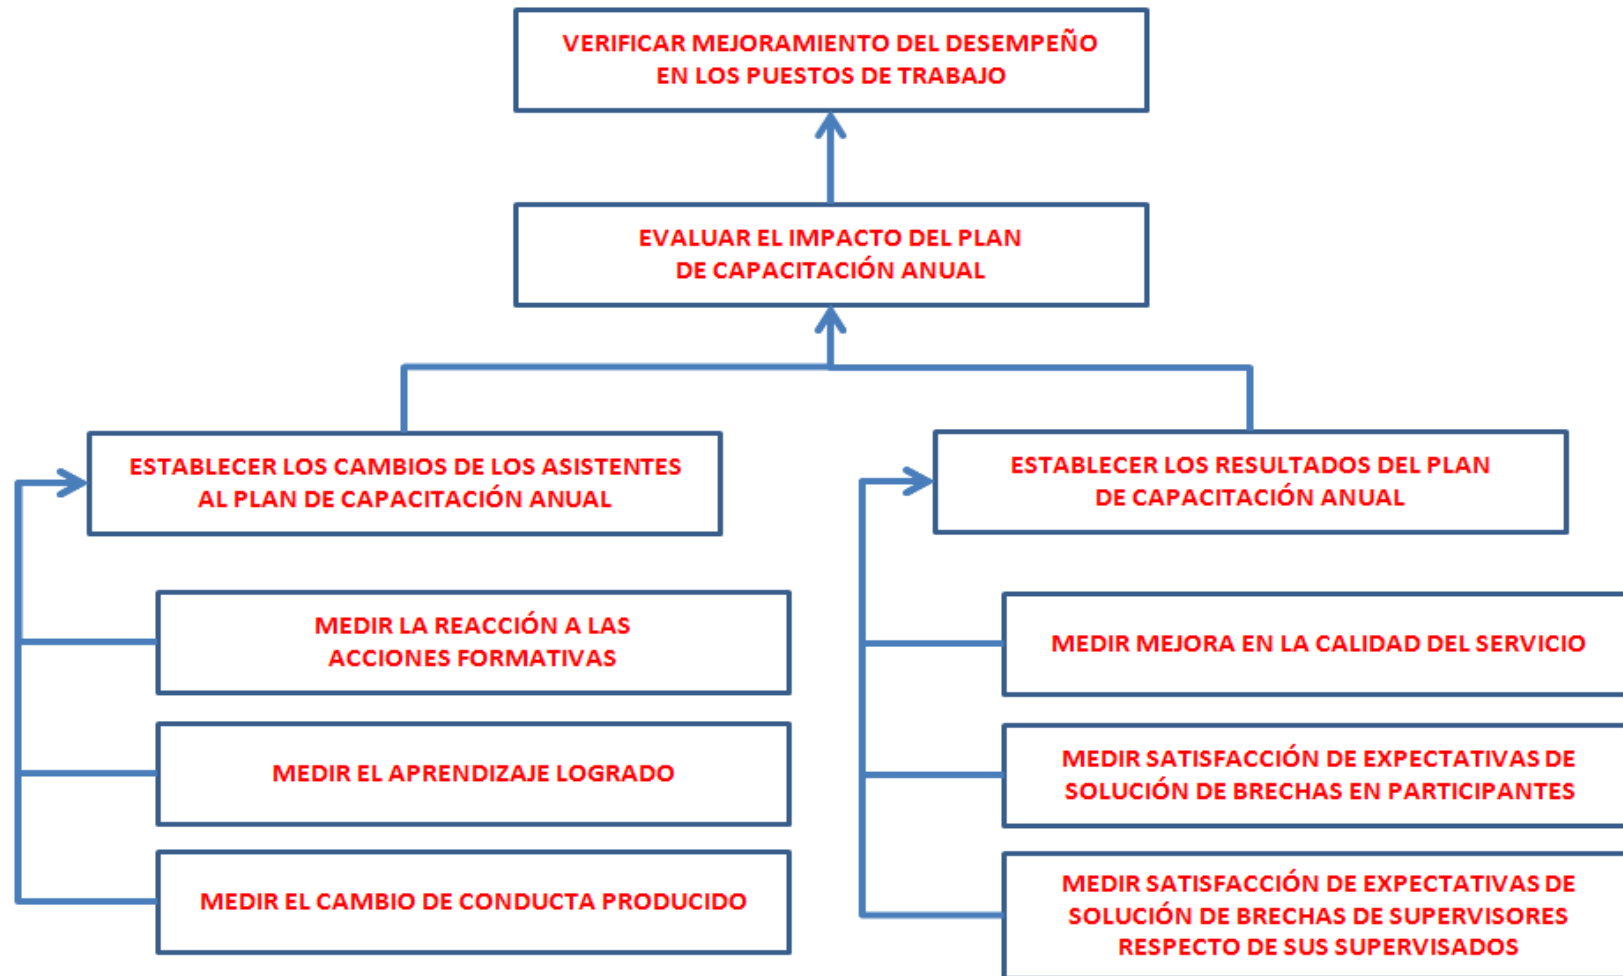 VERIFICAR MEJORAMIENTO DEL DESEMPEÑO
EN LOS PUESTOS DE TRABAJO
EVALUAR EL IMPACTO DEL PLAN
DE CAPACITACIÓN ANUAL
ESTABLECER LOS CAMBIOS DE LOS ASISTENTES
AL PLAN DE CAPACITACIÓN ANUAL
MEDIR LA REACCIÓN A LAS
ACCIONES FORMATIVAS
MEDIR EL APRENDIZAJE LOGRADO
MEDIR EL CAMBIO DE CONDUCTA PRODUCIDO
ESTABLECER LOS RESULTADOS DEL PLAN
DE CAPACITACIÓN ANUAL
MEDIR MEJORA EN LA CALIDAD DEL SERVICIO
MEDIR SATISFACCIÓN DE EXPECTATIVAS DE
SOLUCIÓN DE BRECHAS EN PARTICIPANTES
MEDIR SATISFACCIÓN DE EXPECTATIVAS DE
SOLUCIÓN DE BRECHAS DE SUPERVISORES
RESPECTO DE SUS SUPERVISADOS